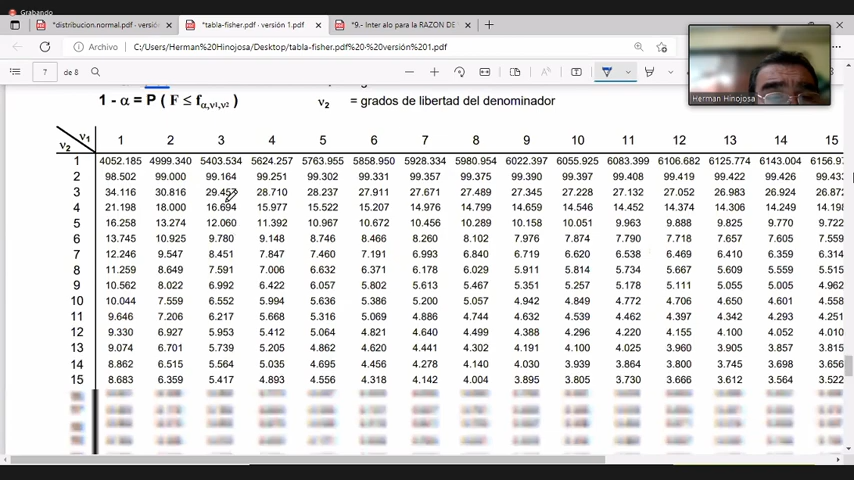 Grabando
*distribucion.normal.pdf - versión
*tabla-fisher.pdf - versión 1.pdf
*9.- Inter alo para la RAZON DE
Archivo
C:/Users/Herman%20Hinojosa/Desktop/tabla-fisher.pdf%20-%20versión%201.pdf
7 de 8
Herman Hinojosa
1 - α = P ( F ≤ fα,ν1,ν2 )
ν2 = grados de libertad del denominador
ν1
ν2
1 2 3 4 5 6 7 8 9 10 11 12 13 14 15
1 4052.185 4999.340 5403.534 5624.257 5763.955 5858.950 5928.334 5980.954 6022.397 6055.925 6083.399 6106.682 6125.774 6143.004
2 98.502 99.000 99.164 99.251 99.302 99.331 99.357 99.375 99.390 99.397 99.408 99.419 99.422 99.426
3 34.116 30.816 28.710 28.237 27.911 27.671 27.489 27.345 27.228 27.132 27.052 26.983 26.924 26.872
4 21.198 18.000 16.694 15.977 15.522 15.207 14.976 14.799 14.659 14.546 14.452 14.374 14.306 14.249
5 16.258 13.274 12.060 11.392 10.967 10.672 10.456 10.289 10.158 10.051 9.963 9.888 9.825 9.770 9.722
6 13.745 10.925 9.780 9.148 8.746 8.466 8.260 8.102 7.976 7.874 7.790 7.718 7.657 7.605 7.559
7 12.246 9.547 8.451 7.847 7.460 7.191 6.993 6.840 6.719 6.620 6.538 6.469 6.410 6.359 6.314
8 11.259 8.649 7.591 7.006 6.632 6.371 6.178 6.029 5.911 5.814 5.734 5.667 5.609 5.559 5.515
9 10.562 8.022 6.992 6.422 6.057 5.802 5.613 5.467 5.351 5.257 5.178 5.111 5.055 5.005 4.962
10 10.044 7.559 6.552 5.994 5.636 5.386 5.200 5.057 4.942 4.849 4.772 4.706 4.650 4.601 4.558
11 9.646 7.206 6.217 5.668 5.316 5.069 4.886 4.744 4.632 4.539 4.462 4.397 4.342 4.293 4.251
12 9.330 6.927 5.953 5.412 5.064 4.821 4.640 4.499 4.388 4.296 4.220 4.155 4.100 4.052 4.010
13 9.074 6.701 5.739 5.205 4.862 4.620 4.441 4.302 4.191 4.100 4.025 3.960 3.905 3.857 3.815
14 8.862 6.515 5.564 5.035 4.695 4.456 4.278 4.140 4.030 3.939 3.864 3.800 3.745 3.698 3.656
15 8.683 6.359 5.417 4.893 4.556 4.318 4.142 4.004 3.895 3.805 3.730 3.666 3.612 3.564 3.522